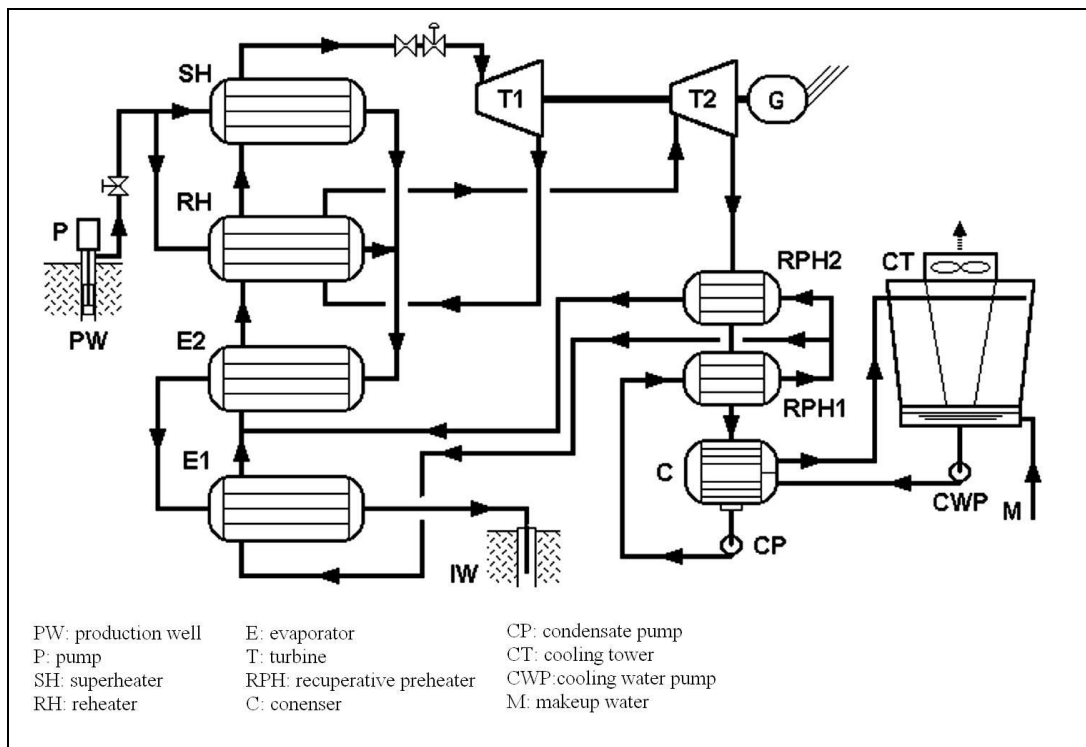 SH
T1
T2
G
RH
P
PW
RPH2
CT
E2
RPH1
E1
C
CWP
M
CP
IW
PW: production well
P: pump
SH: superheater
RH: reheater
E: evaporator
T: turbine
RPH: recuperative preheater
C: conenser
CP: condensate pump
CT: cooling tower
CWP:cooling water pump
M: makeup water